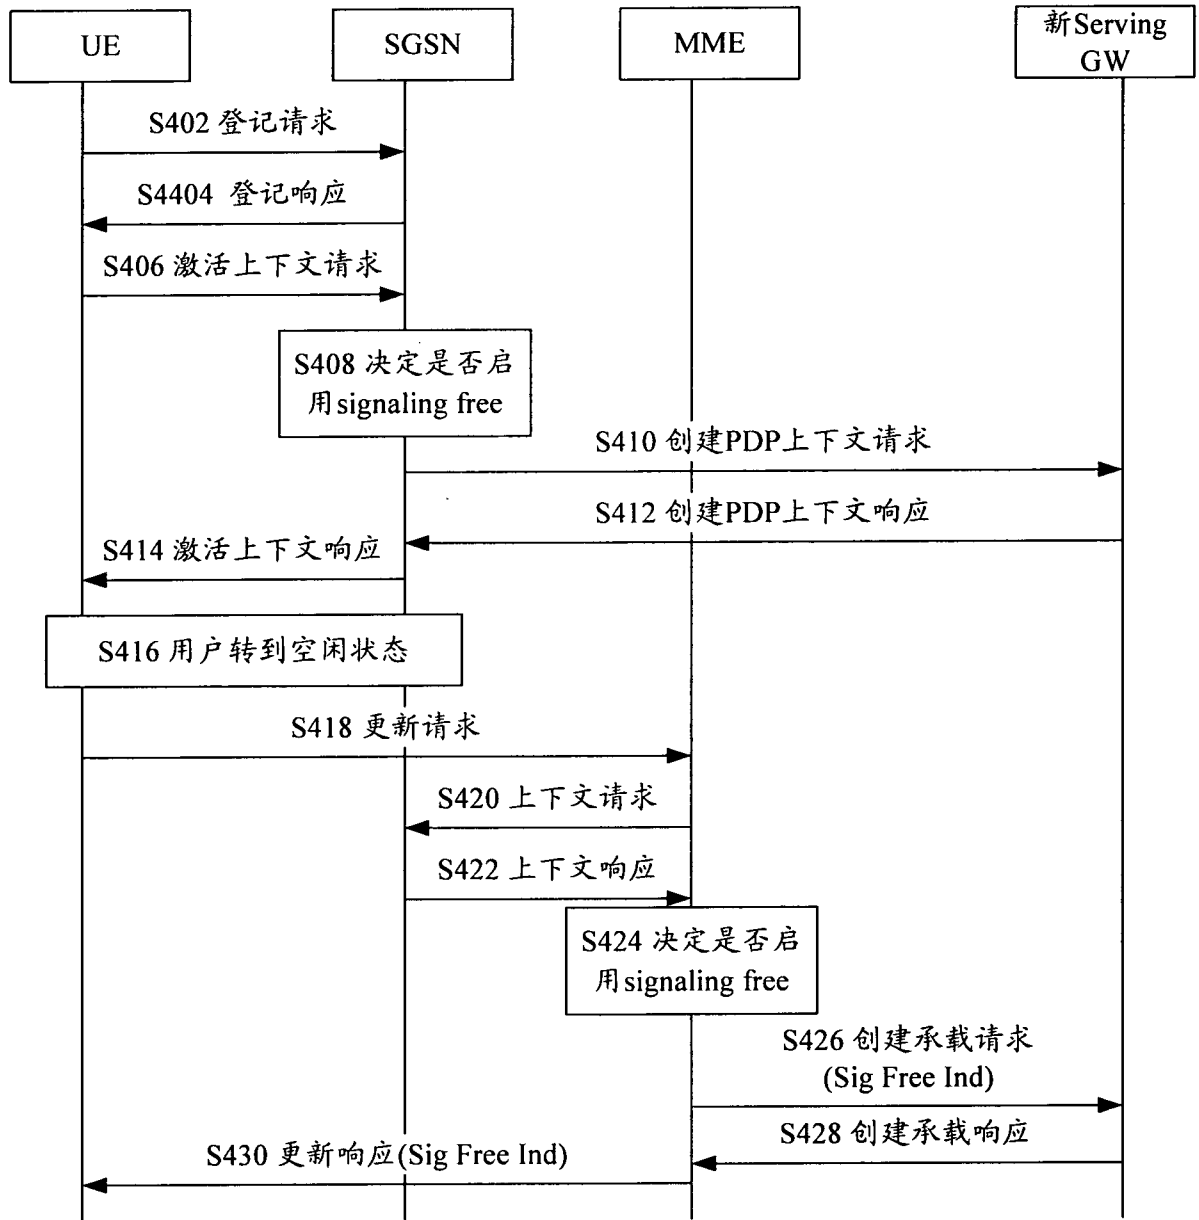 UE
SGSN
MME
新Serving
GW
S402 登记请求
S4404 登记响应
S406 激活上下文请求
S408 决定是否启
用signaling free
S410 创建PDP上下文请求
S412 创建PDP上下文响应
S414 激活上下文响应
S416 用户转到空闲状态
S418 更新请求
S420 上下文请求
S422 上下文响应
S424 决定是否启
用signaling free
S426 创建承载请求
(Sig Free Ind)
S428 创建承载响应
S430 更新响应(Sig Free Ind)